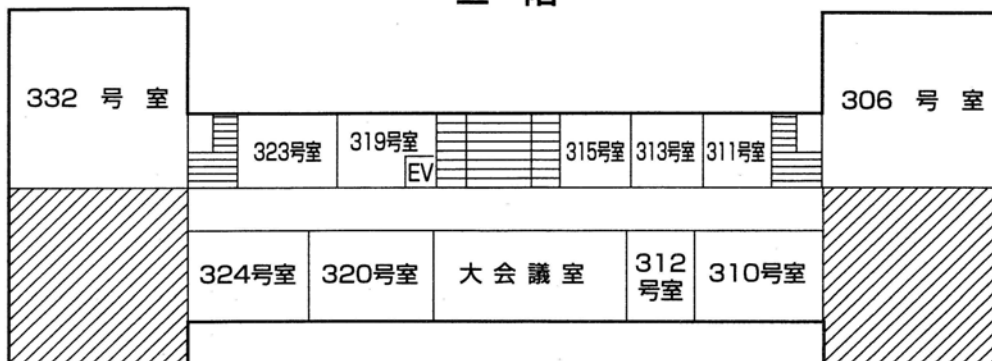 332 号 室
306 号 室
323号室
319号室
EV
315号室
313号室
311号室
324号室
320号室
大 会 議 室
312
号室
310号室